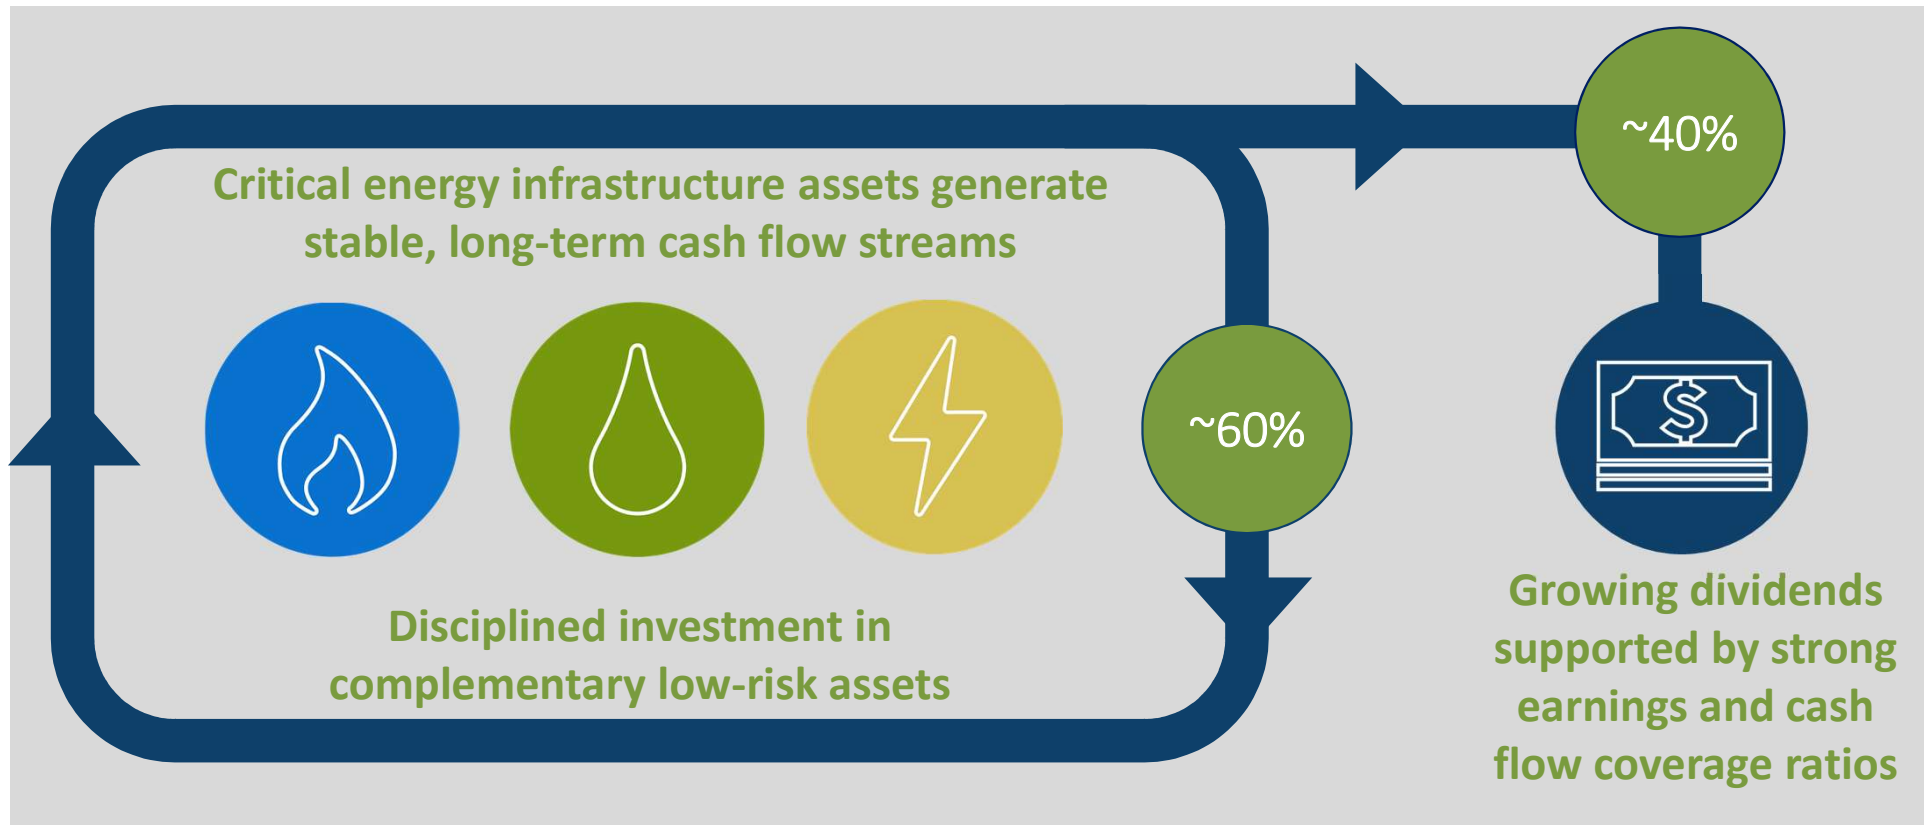 ~40%
Critical energy infrastructure assets generate
stable, long-term cash flow streams
~60%
$
Disciplined investment in
complementary low-risk assets
Growing dividends
supported by strong
earnings and cash
flow coverage ratios